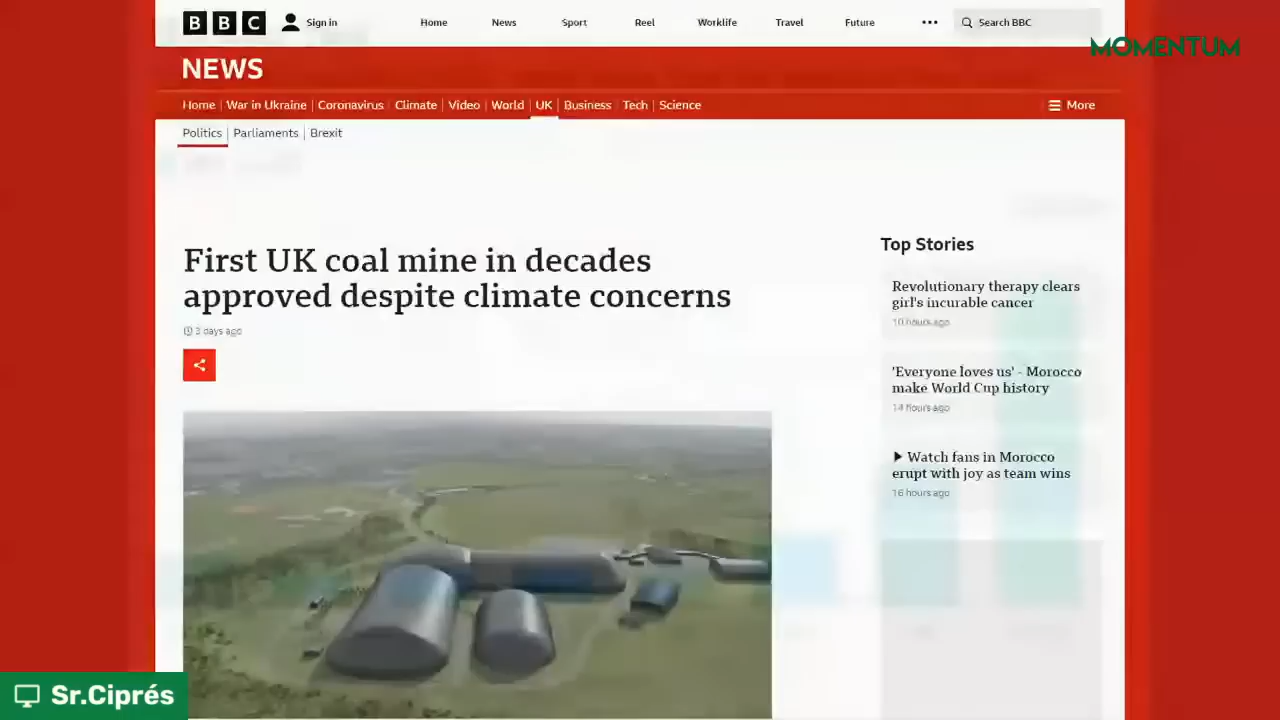 BBC Sign in Home News Sport Reel Worklife Travel Future Search BBC
MOMENTUM
NEWS
Home War in Ukraine Coronavirus Climate Video World UK Business Tech Science More
Politics Parliaments Brexit
First UK coal mine in decades
approved despite climate concerns
3 days ago
Top Stories
Revolutionary therapy clears
girl's incurable cancer
10 hours ago
'Everyone loves us' - Morocco
make World Cup history
14 hours ago
Watch fans in Morocco
erupt with joy as team wins
16 hours ago
Sr.Ciprés